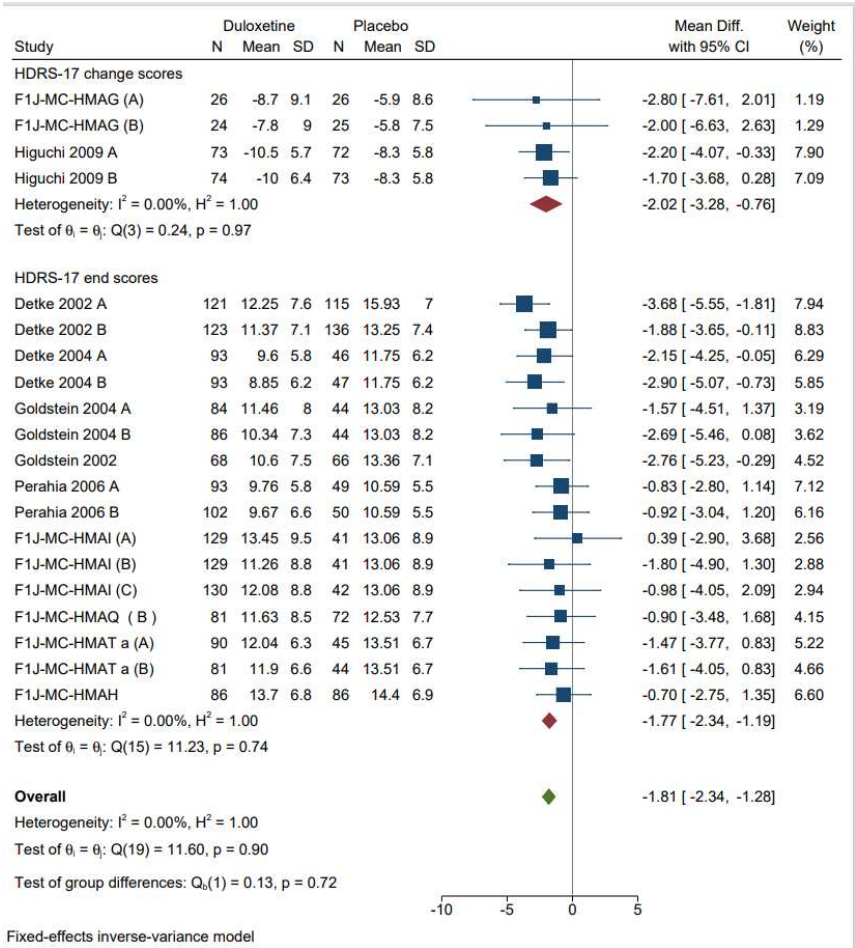 Duloxetine Placebo Mean Diff. Weight
Study N Mean SD N Mean SD with 95% CI (%)
HDRS-17 change scores
F1J-MC-HMAG (A) 26 -8.7 9.1 26 -5.9 8.6 -2.80 [ -7.61, 2.01] 1.19
F1J-MC-HMAG (B) 24 -7.8 9 25 -5.8 7.5 -2.00 [ -6.63, 2.63] 1.29
Higuchi 2009 A 73 -10.5 5.7 72 -8.3 5.8 -2.20 [ -4.07, -0.33] 7.90
Higuchi 2009 B 74 -10 6.4 73 -8.3 5.8 -1.70 [ -3.68, 0.28] 7.09
Heterogeneity: I² = 0.00%, H² = 1.00 -2.02 [ -3.28, -0.76]
Test of θᵢ = θⱼ: Q(3) = 0.24, p = 0.97
HDRS-17 end scores
Detke 2002 A 121 12.25 7.6 115 15.93 7 -3.68 [ -5.55, -1.81] 7.94
Detke 2002 B 123 11.37 7.1 136 13.25 7.4 -1.88 [ -3.65, -0.11] 8.83
Detke 2004 A 93 9.6 5.8 46 11.75 6.2 -2.15 [ -4.25, -0.05] 6.29
Detke 2004 B 93 8.85 6.2 47 11.75 6.2 -2.90 [ -5.07, -0.73] 5.85
Goldstein 2004 A 84 11.46 8 44 13.03 8.2 -1.57 [ -4.51, 1.37] 3.19
Goldstein 2004 B 86 10.34 7.3 44 13.03 8.2 -2.69 [ -5.46, 0.08] 3.62
Goldstein 2002 68 10.6 7.5 66 13.36 7.1 -2.76 [ -5.23, -0.29] 4.52
Perahia 2006 A 93 9.76 5.8 49 10.59 5.5 -0.83 [ -2.80, 1.14] 7.12
Perahia 2006 B 102 9.67 6.6 50 10.59 5.5 -0.92 [ -3.04, 1.20] 6.16
F1J-MC-HMAI (A) 129 13.45 9.5 41 13.06 8.9 0.39 [ -2.90, 3.68] 2.56
F1J-MC-HMAI (B) 129 11.26 8.8 41 13.06 8.9 -1.80 [ -4.90, 1.30] 2.88
F1J-MC-HMAI (C) 130 12.08 8.8 42 13.06 8.9 -0.98 [ -4.05, 2.09] 2.94
F1J-MC-HMAQ ( B ) 81 11.63 8.5 72 12.53 7.7 -0.90 [ -3.48, 1.68] 4.15
F1J-MC-HMAT a (A) 90 12.04 6.3 45 13.51 6.7 -1.47 [ -3.77, 0.83] 5.22
F1J-MC-HMAT a (B) 81 11.9 6.6 44 13.51 6.7 -1.61 [ -4.05, 0.83] 4.66
F1J-MC-HMAH 86 13.7 6.8 86 14.4 6.9 -0.70 [ -2.75, 1.35] 6.60
Heterogeneity: I² = 0.00%, H² = 1.00 -1.77 [ -2.34, -1.19]
Test of θᵢ = θⱼ: Q(15) = 11.23, p = 0.74
Overall -1.81 [ -2.34, -1.28]
Heterogeneity: I² = 0.00%, H² = 1.00
Test of θᵢ = θⱼ: Q(19) = 11.60, p = 0.90
Test of group differences: Q_b(1) = 0.13, p = 0.72
-10 -5 0 5
Fixed-effects inverse-variance model